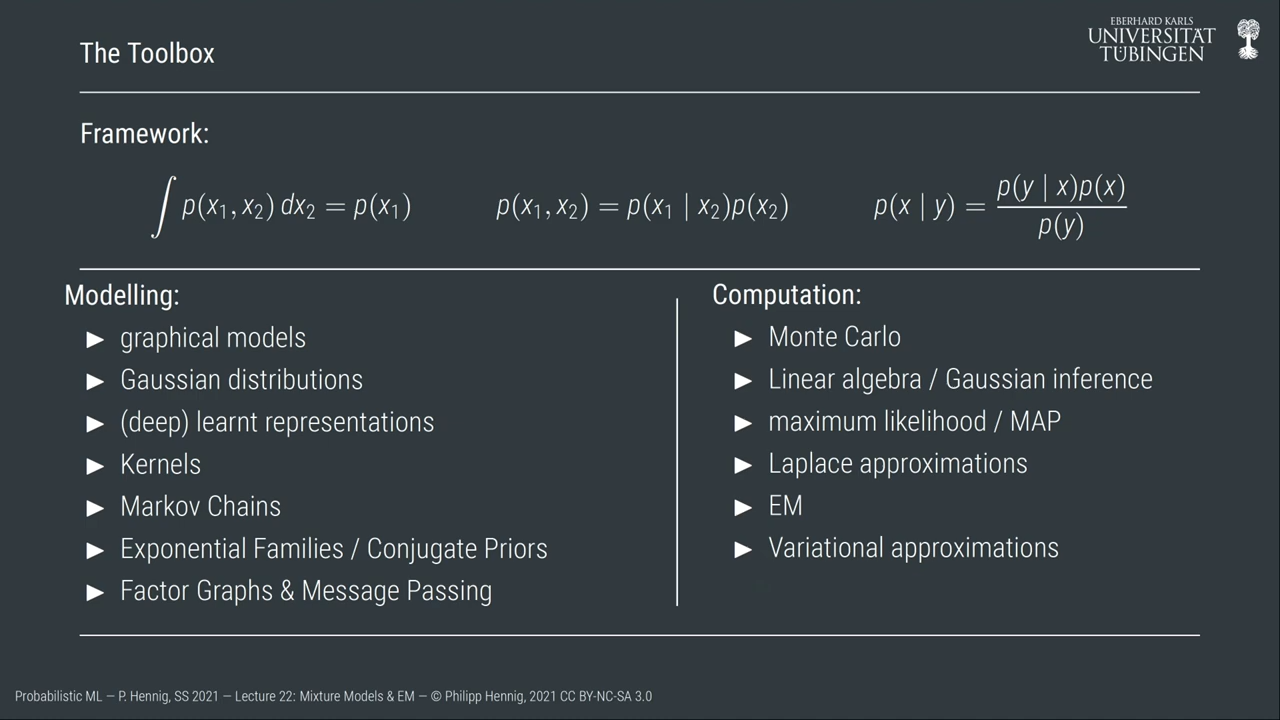 The Toolbox
EBERHARD KARLS
UNIVERSITÄT
TÜBINGEN
Framework:
∫ p(x₁, x₂) dx₂ = p(x₁)    p(x₁, x₂) = p(x₁ | x₂)p(x₂)    p(x | y) = p(y | x)p(x) / p(y)
Modelling:
▶ graphical models
▶ Gaussian distributions
▶ (deep) learnt representations
▶ Kernels
▶ Markov Chains
▶ Exponential Families / Conjugate Priors
▶ Factor Graphs & Message Passing
Computation:
▶ Monte Carlo
▶ Linear algebra / Gaussian inference
▶ maximum likelihood / MAP
▶ Laplace approximations
▶ EM
▶ Variational approximations
Probabilistic ML — P. Hennig, SS 2021 — Lecture 22: Mixture Models & EM — © Philipp Hennig, 2021 CC BY-NC-SA 3.0